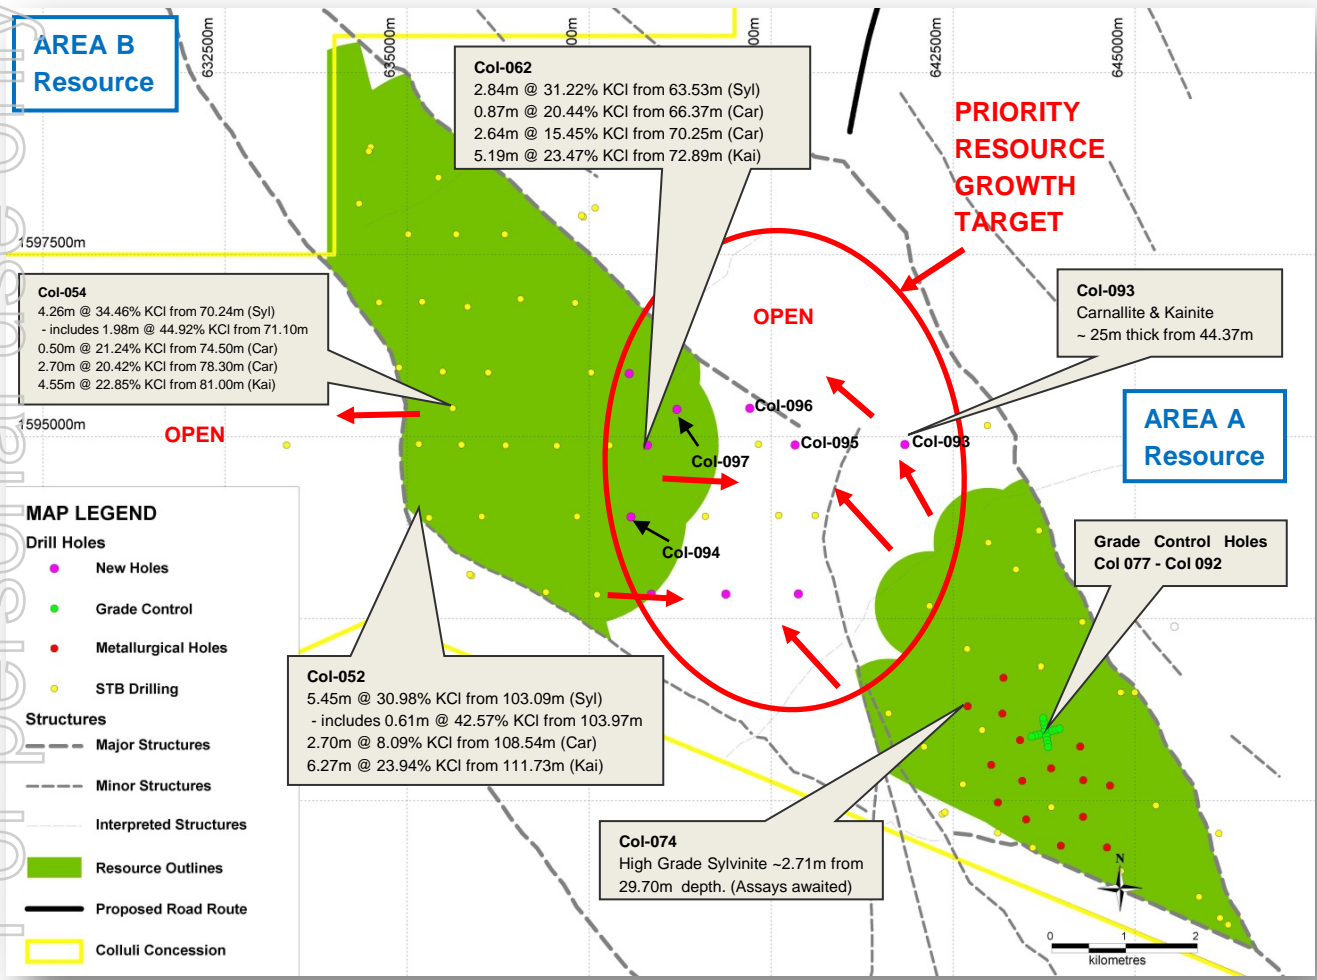 AREA B
Resource
632500m
635000m
00m
00m
642500m
645000m
Col-062
2.84m @ 31.22% KCl from 63.53m (Syl)
0.87m @ 20.44% KCl from 66.37m (Car)
2.64m @ 15.45% KCl from 70.25m (Car)
5.19m @ 23.47% KCl from 72.89m (Kai)
PRIORITY
RESOURCE
GROWTH
TARGET
1597500m
Col-054
4.26m @ 34.46% KCl from 70.24m (Syl)
- includes 1.98m @ 44.92% KCl from 71.10m
0.50m @ 21.24% KCl from 74.50m (Car)
2.70m @ 20.42% KCl from 78.30m (Car)
4.55m @ 22.85% KCl from 81.00m (Kai)
OPEN
Col-093
Carnallite & Kainite
~ 25m thick from 44.37m
OPEN
1595000m
Col-096
Col-095
Col-093
Col-097
AREA A
Resource
Col-094
Grade Control Holes
Col 077 - Col 092
MAP LEGEND
Drill Holes
New Holes
Grade Control
Metallurgical Holes
STB Drilling
Structures
Major Structures
Minor Structures
Interpreted Structures
Resource Outlines
Proposed Road Route
Colluli Concession
Col-052
5.45m @ 30.98% KCl from 103.09m (Syl)
- includes 0.61m @ 42.57% KCl from 103.97m
2.70m @ 8.09% KCl from 108.54m (Car)
6.27m @ 23.94% KCl from 111.73m (Kai)
Col-074
High Grade Sylvinite ~2.71m from
29.70m depth. (Assays awaited)
N
0 1 2
kilometres
For personal use only